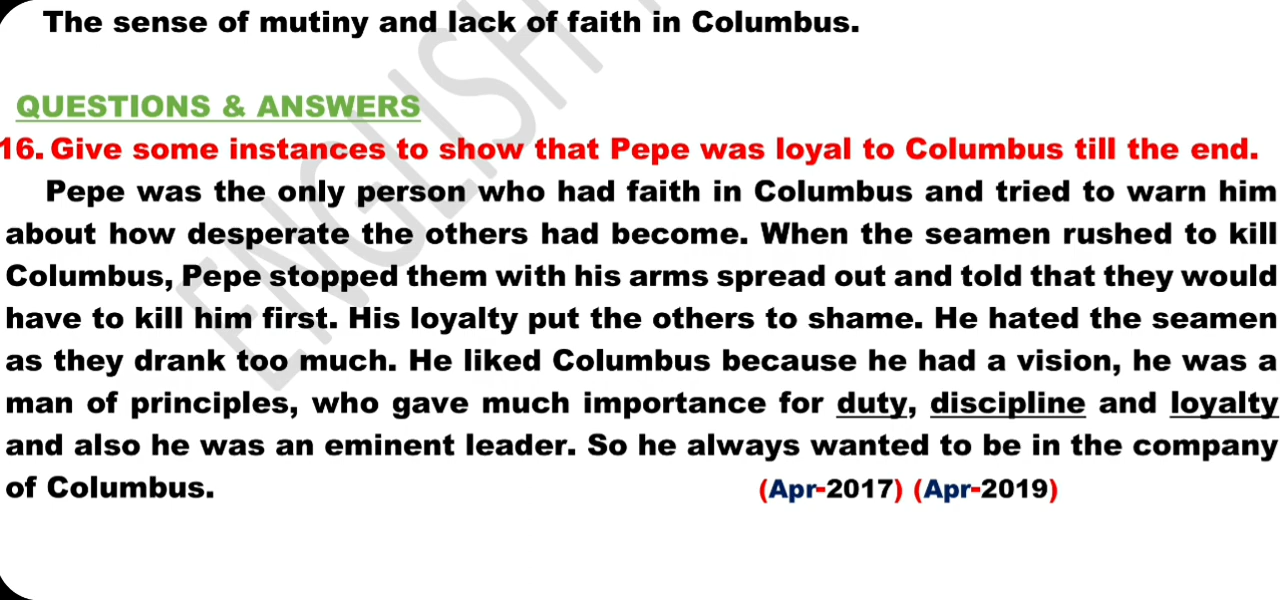 The sense of mutiny and lack of faith in Columbus.
QUESTIONS & ANSWERS
16. Give some instances to show that Pepe was loyal to Columbus till the end.
Pepe was the only person who had faith in Columbus and tried to warn him
about how desperate the others had become. When the seamen rushed to kill
Columbus, Pepe stopped them with his arms spread out and told that they would
have to kill him first. His loyalty put the others to shame. He hated the seamen
as they drank too much. He liked Columbus because he had a vision, he was a
man of principles, who gave much importance for duty, discipline and loyalty
and also he was an eminent leader. So he always wanted to be in the company
of Columbus. (Apr-2017) (Apr-2019)
ENGLISH